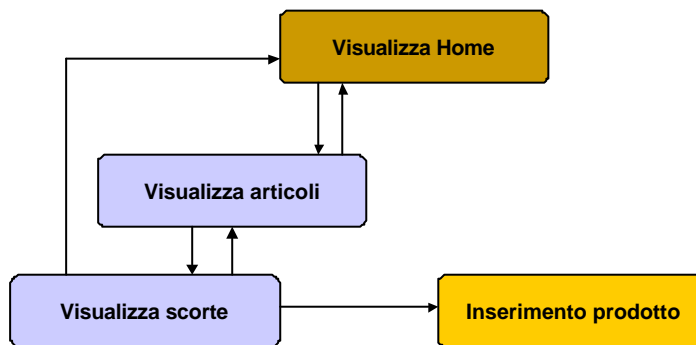 Visualizza Home
Visualizza articoli
Visualizza scorte
Inserimento prodotto